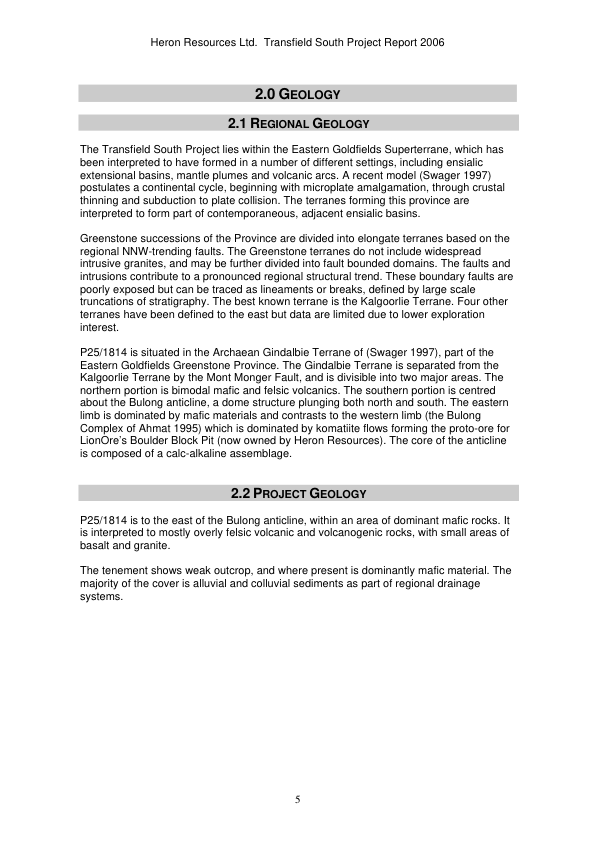 Heron Resources Ltd.  Transfield South Project Report 2006
2.0 GEOLOGY
2.1 REGIONAL GEOLOGY
The Transfield South Project lies within the Eastern Goldfields Superterrane, which has
been interpreted to have formed in a number of different settings, including ensialic
extensional basins, mantle plumes and volcanic arcs. A recent model (Swager 1997)
postulates a continental cycle, beginning with microplate amalgamation, through crustal
thinning and subduction to plate collision. The terranes forming this province are
interpreted to form part of contemporaneous, adjacent ensialic basins.
Greenstone successions of the Province are divided into elongate terranes based on the
regional NNW-trending faults. The Greenstone terranes do not include widespread
intrusive granites, and may be further divided into fault bounded domains. The faults and
intrusions contribute to a pronounced regional structural trend. These boundary faults are
poorly exposed but can be traced as lineaments or breaks, defined by large scale
truncations of stratigraphy. The best known terrane is the Kalgoorlie Terrane. Four other
terranes have been defined to the east but data are limited due to lower exploration
interest.
P25/1814 is situated in the Archaean Gindalbie Terrane of (Swager 1997), part of the
Eastern Goldfields Greenstone Province. The Gindalbie Terrane is separated from the
Kalgoorlie Terrane by the Mont Monger Fault, and is divisible into two major areas. The
northern portion is bimodal mafic and felsic volcanics. The southern portion is centred
about the Bulong anticline, a dome structure plunging both north and south. The eastern
limb is dominated by mafic materials and contrasts to the western limb (the Bulong
Complex of Ahmat 1995) which is dominated by komatiite flows forming the proto-ore for
LionOre's Boulder Block Pit (now owned by Heron Resources). The core of the anticline
is composed of a calc-alkaline assemblage.
2.2 PROJECT GEOLOGY
P25/1814 is to the east of the Bulong anticline, within an area of dominant mafic rocks. It
is interpreted to mostly overly felsic volcanic and volcanogenic rocks, with small areas of
basalt and granite.
The tenement shows weak outcrop, and where present is dominantly mafic material. The
majority of the cover is alluvial and colluvial sediments as part of regional drainage
systems.
5